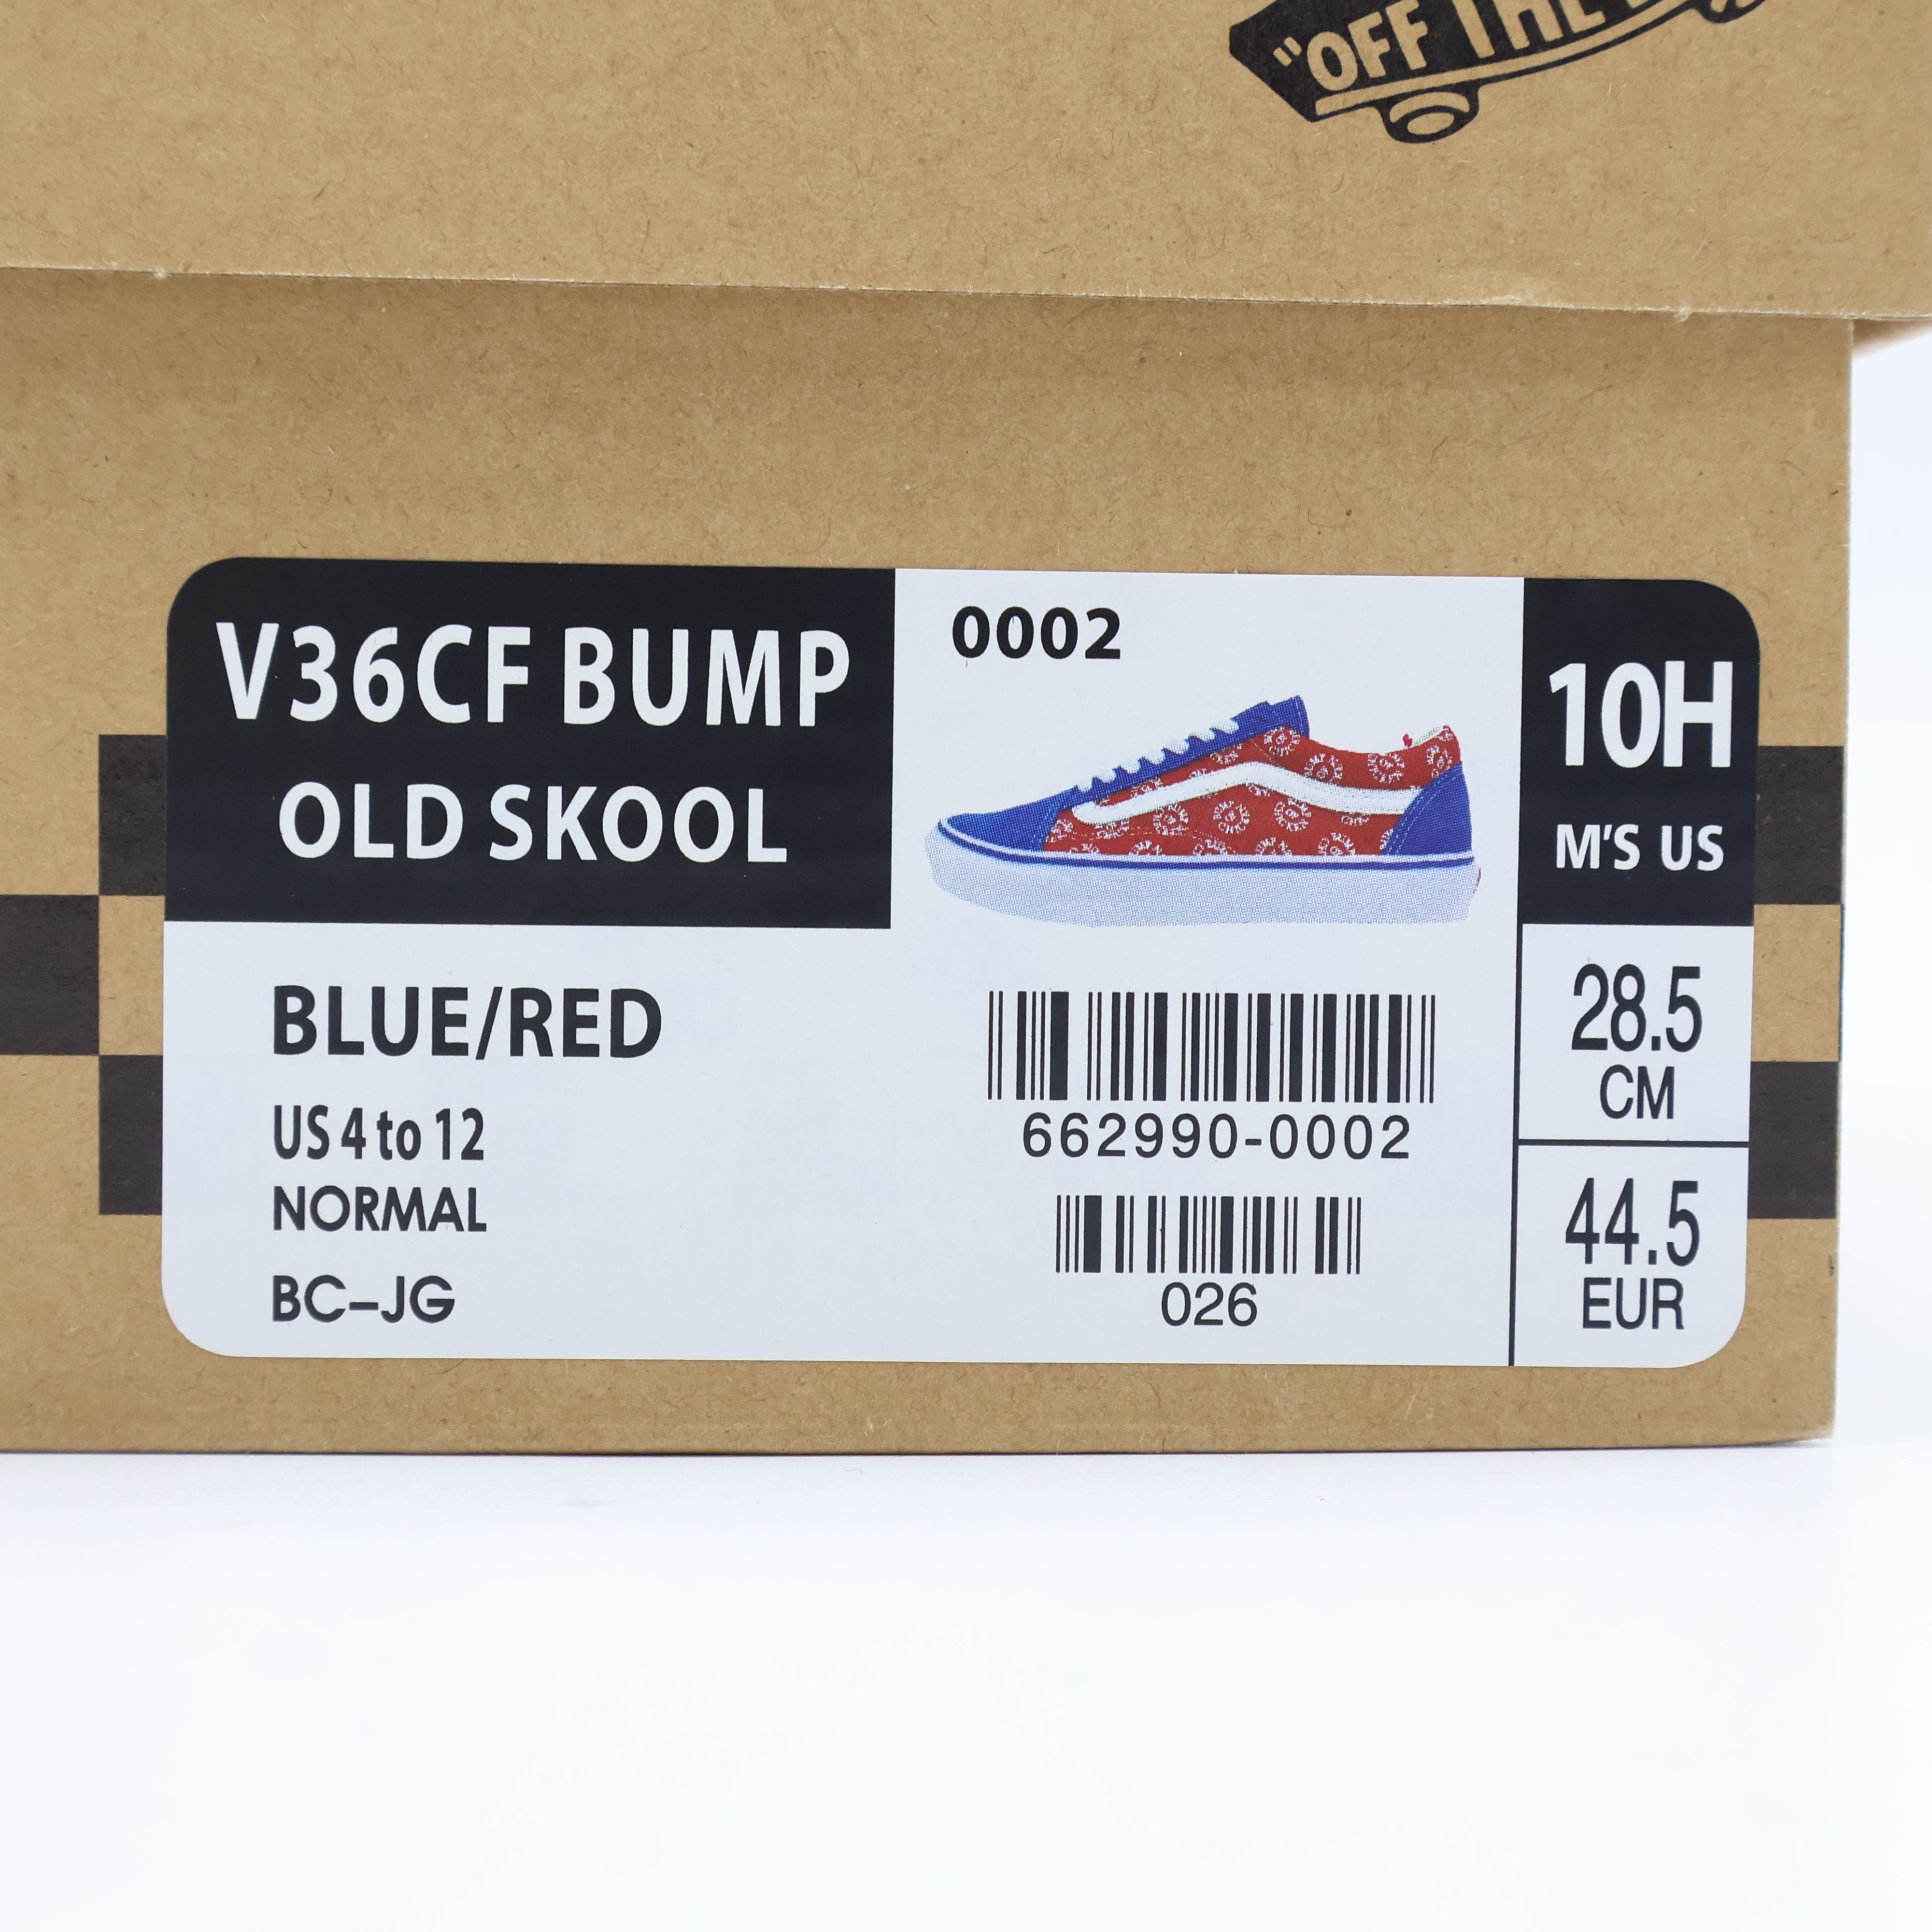 "OFF THE
V36CF BUMP
OLD SKOOL
0002
10H
M'S US
BLUE/RED
US 4 to 12
NORMAL
BC–JG
662990-0002
026
28.5
CM
44.5
EUR